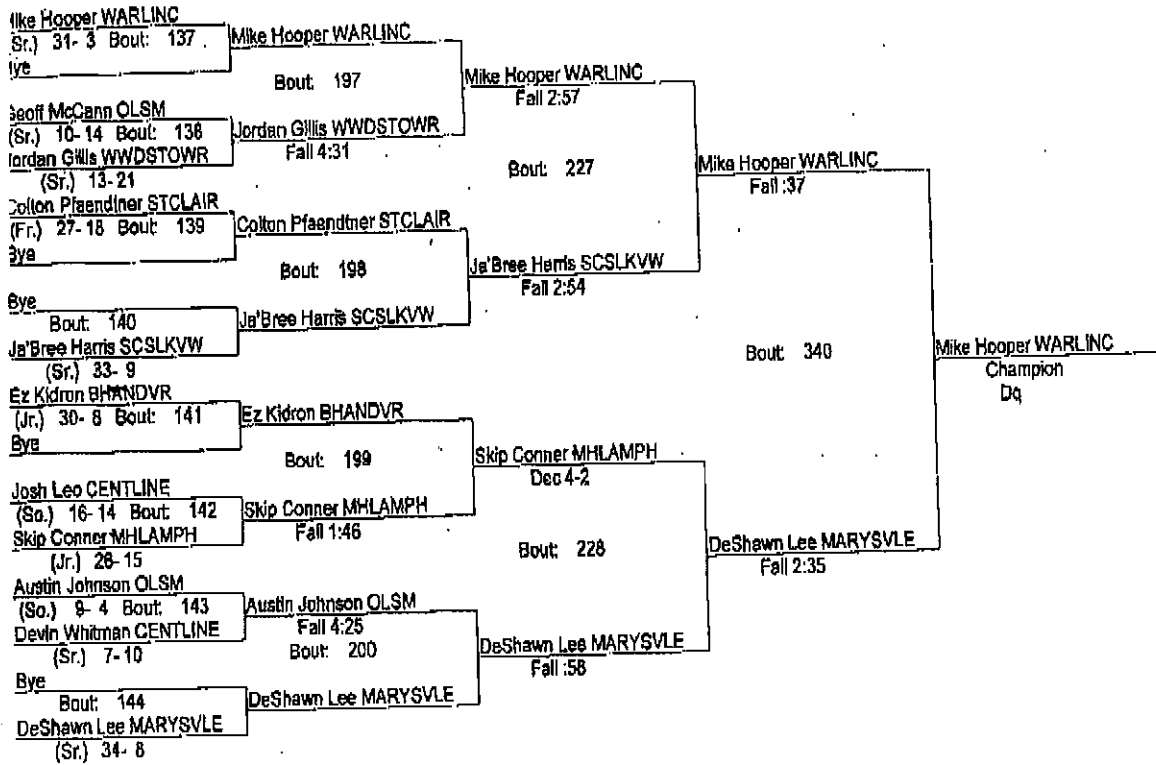 Mike Hooper WARLINC
(Sr.) 31- 3 Bout: 137
Bye
Mike Hooper WARLINC
Bout: 197
Geoff McCann OLSM
(Sr.) 10- 14 Bout: 138
Jordan Gillis WWDSTOWR
(Sr.) 13- 21
Jordan Gillis WWDSTOWR
Fall 4:31
Mike Hooper WARLINC
Fall 2:57
Bout: 227
Colton Pfaendtner STCLAIR
(Fr.) 27- 18 Bout: 139
Bye
Colton Pfaendtner STCLAIR
Bout: 198
Bye
Bout: 140
Ja'Bree Harris SCSLKVW
(Sr.) 33- 9
Ja'Bree Harris SCSLKVW
Ja'Bree Harris SCSLKVW
Fall 2:54
Mike Hooper WARLINC
Fall :37
Bout: 340
Ez Kidron BHANDVR
(Jr.) 30- 8 Bout: 141
Bye
Ez Kidron BHANDVR
Bout: 199
Josh Leo CENTLINE
(So.) 16- 14 Bout: 142
Skip Conner MHLAMPH
(Jr.) 26- 15
Skip Conner MHLAMPH
Fall 1:46
Skip Conner MHLAMPH
Dec 4-2
Bout: 228
Austin Johnson OLSM
(So.) 9- 4 Bout: 143
Devin Whitman CENTLINE
(Sr.) 7- 10
Austin Johnson OLSM
Fall 4:25
Bout: 200
Bye
Bout: 144
DeShawn Lee MARYSVLE
(Sr.) 34- 8
DeShawn Lee MARYSVLE
DeShawn Lee MARYSVLE
Fall :58
DeShawn Lee MARYSVLE
Fall 2:35
Mike Hooper WARLINC
Champion
Dq